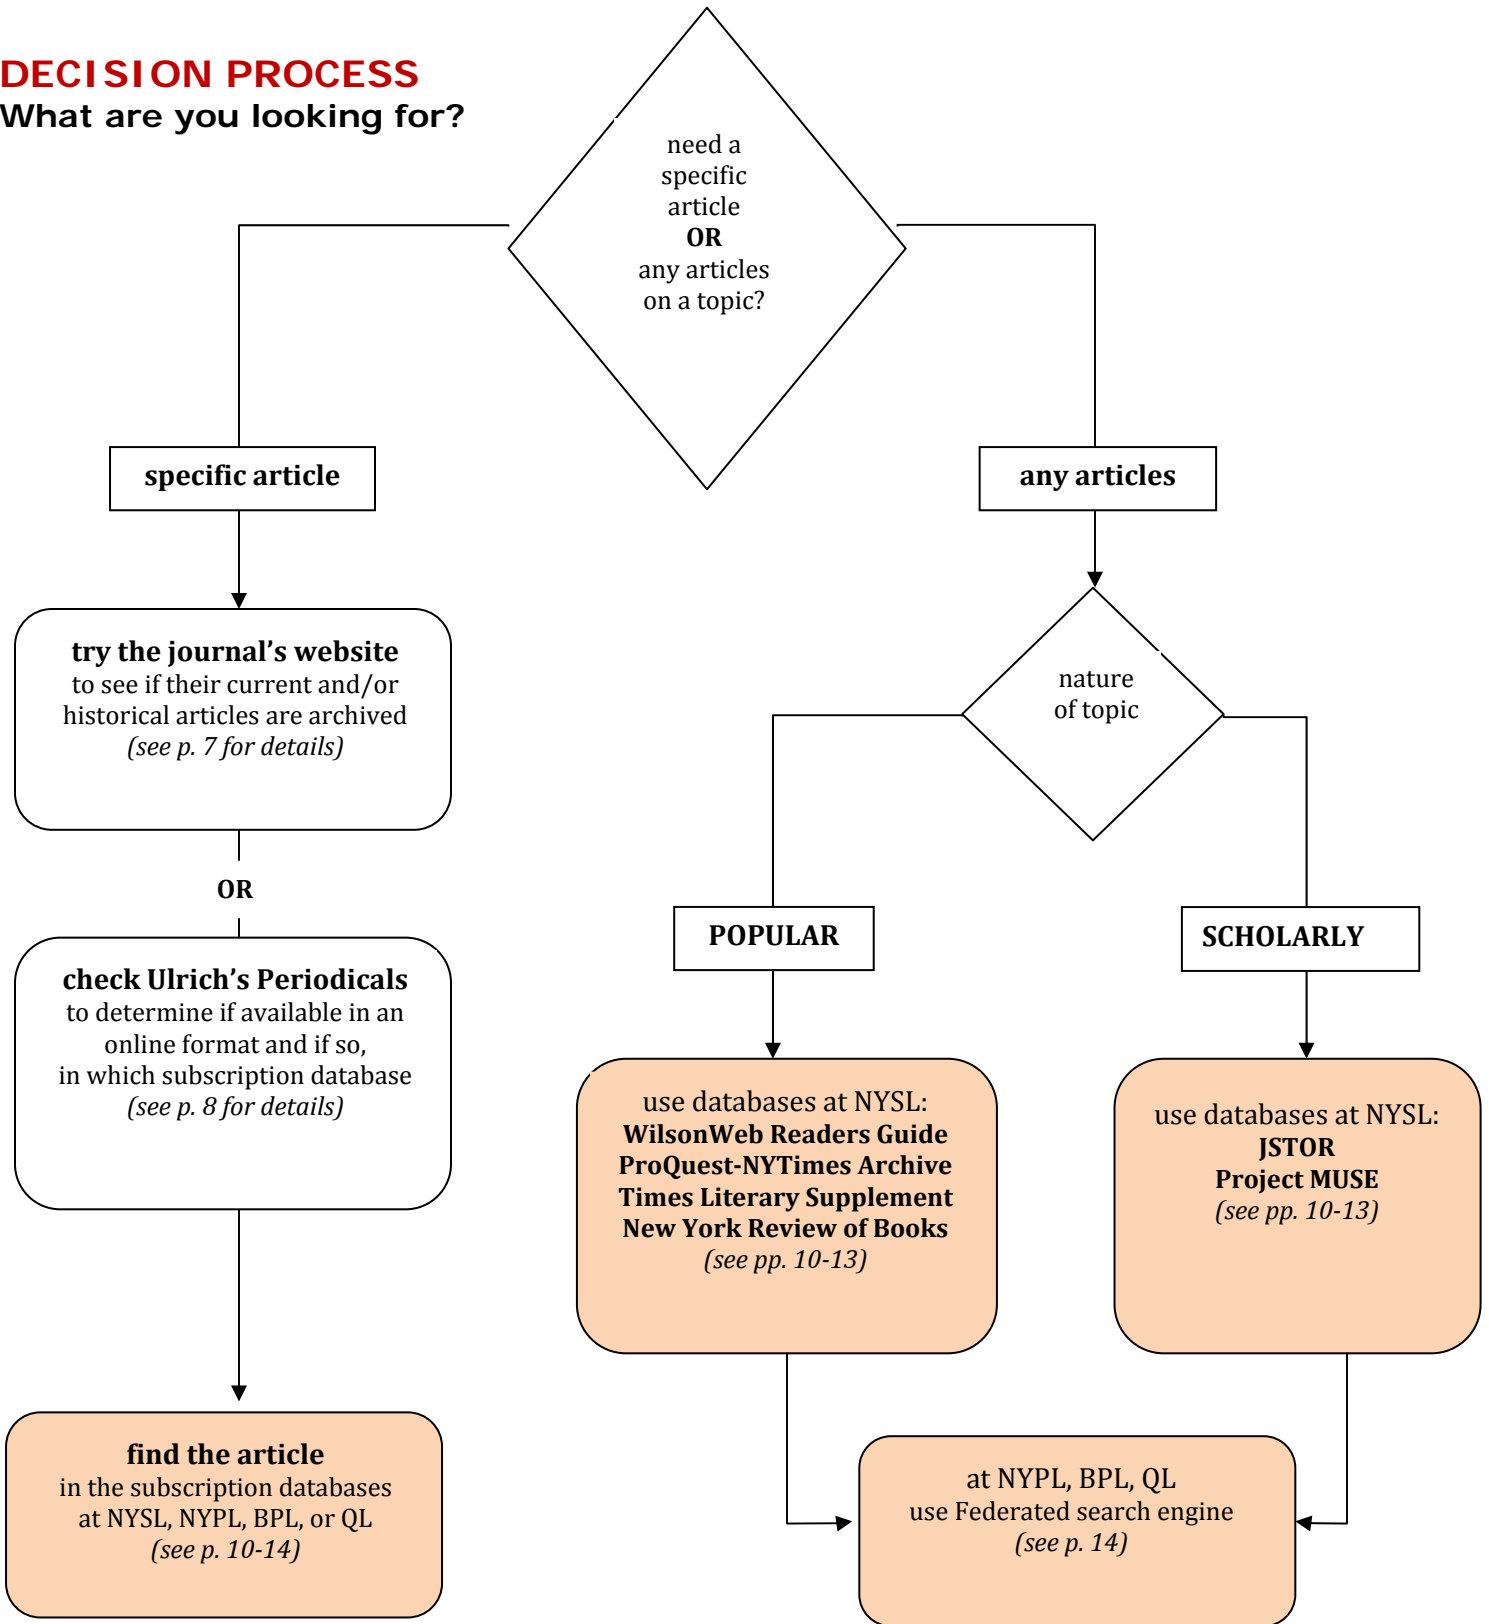 DECISION PROCESS
What are you looking for?
need a
specific
article
OR
any articles
on a topic?
specific article
any articles
try the journal’s website
to see if their current and/or
historical articles are archived
(see p. 7 for details)
nature
of topic
OR
POPULAR
SCHOLARLY
check Ulrich’s Periodicals
to determine if available in an
online format and if so,
in which subscription database
(see p. 8 for details)
use databases at NYSL:
WilsonWeb Readers Guide
ProQuest-NYTimes Archive
Times Literary Supplement
New York Review of Books
(see pp. 10-13)
use databases at NYSL:
JSTOR
Project MUSE
(see pp. 10-13)
find the article
in the subscription databases
at NYSL, NYPL, BPL, or QL
(see p. 10-14)
at NYPL, BPL, QL
use Federated search engine
(see p. 14)